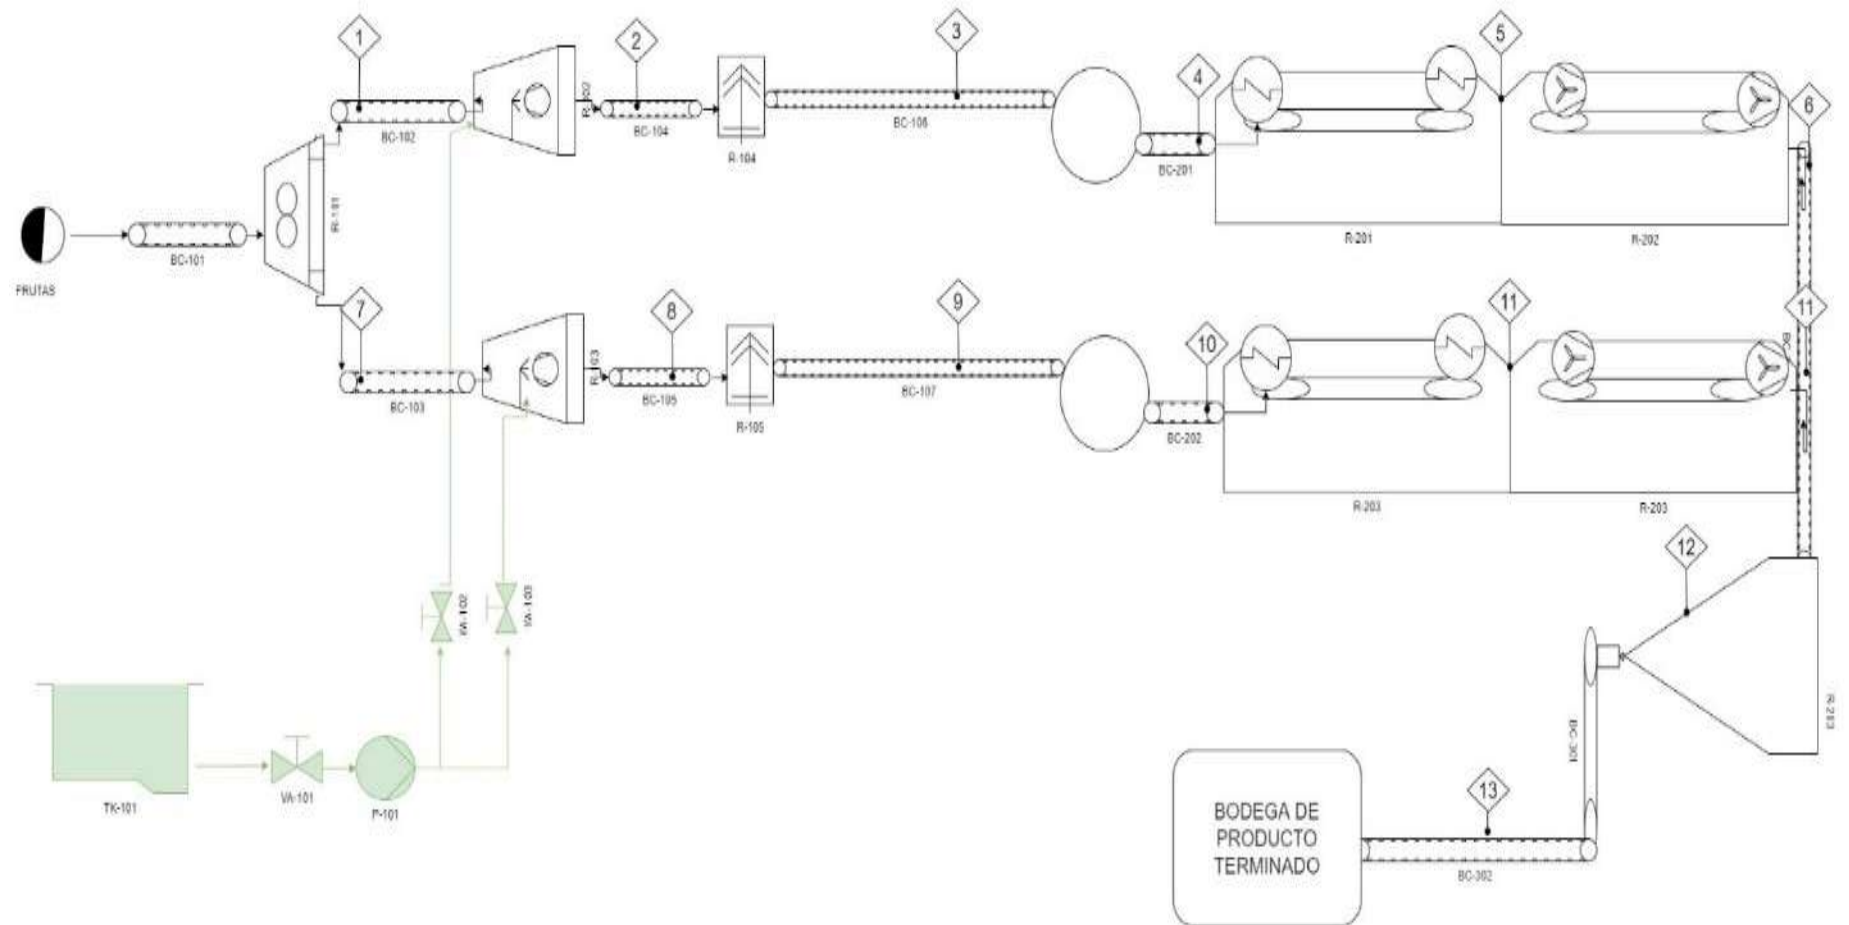 1
2
3
4
5
6
BC-102
BC-104
BC-106
R-104
BC-201
R-201
R-202
R-101
BC-101
FRUTAS
7
8
9
10
11
11
BC-103
BC-105
BC-107
R-105
BC-202
R-203
R-203
VA-102
VA-103
12
R-203
TK-101
VA-101
P-101
BC-301
13
BODEGA DE
PRODUCTO
TERMINADO
BC-302